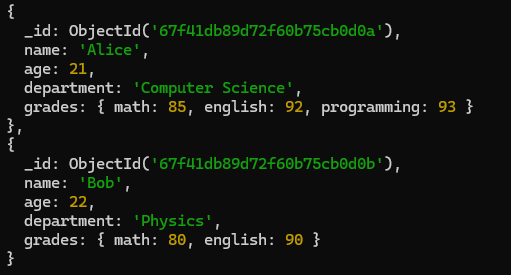 {
  _id: ObjectId('67f41db89d72f60b75cb0d0a'),
  name: 'Alice',
  age: 21,
  department: 'Computer Science',
  grades: { math: 85, english: 92, programming: 93 }
},
{
  _id: ObjectId('67f41db89d72f60b75cb0d0b'),
  name: 'Bob',
  age: 22,
  department: 'Physics',
  grades: { math: 80, english: 90 }
}